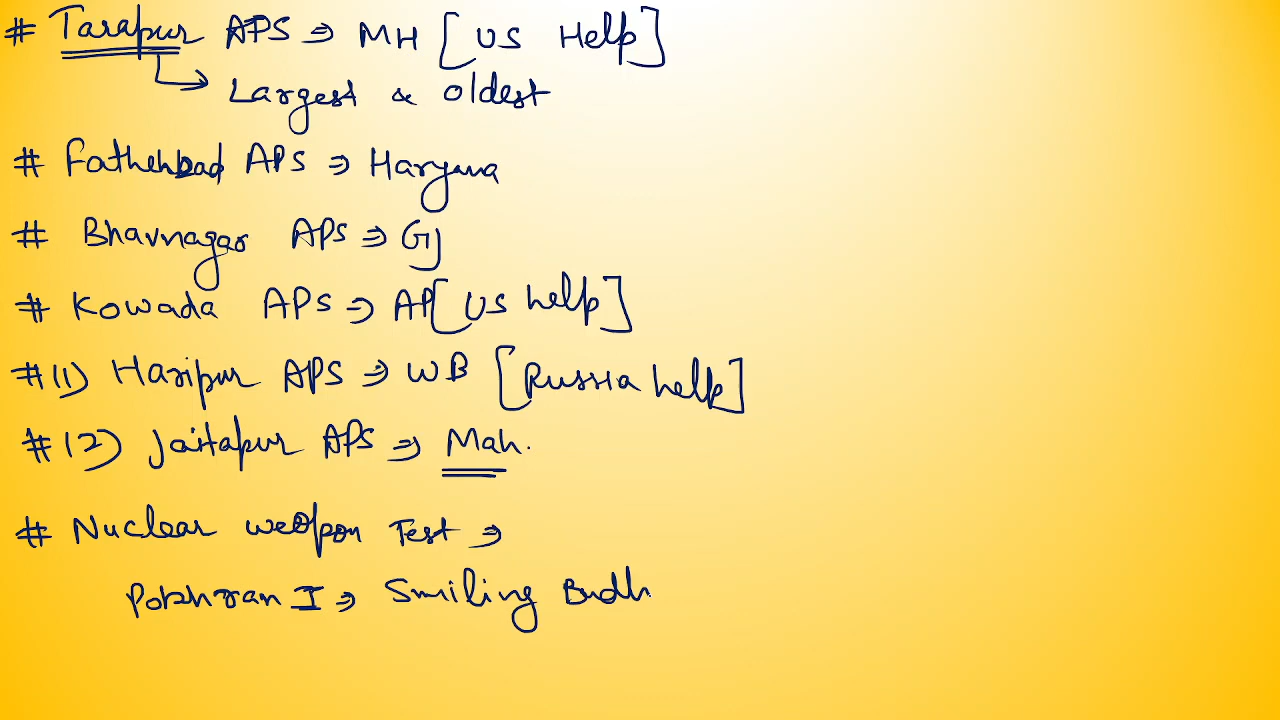 # Tarapur APS ⇒ MH [US Help]
↳ Largest & oldest
# Fathehbad APS ⇒ Haryana
# Bhavnagar APS ⇒ GJ
# Kowada APS ⇒ AP [US help]
# 11) Haripur APS ⇒ WB [Russia help]
# 12) Jaitapur APS ⇒ Mah.
# Nuclear weapon Test ⇒
Pokhran I ⇒ Smiling Budh